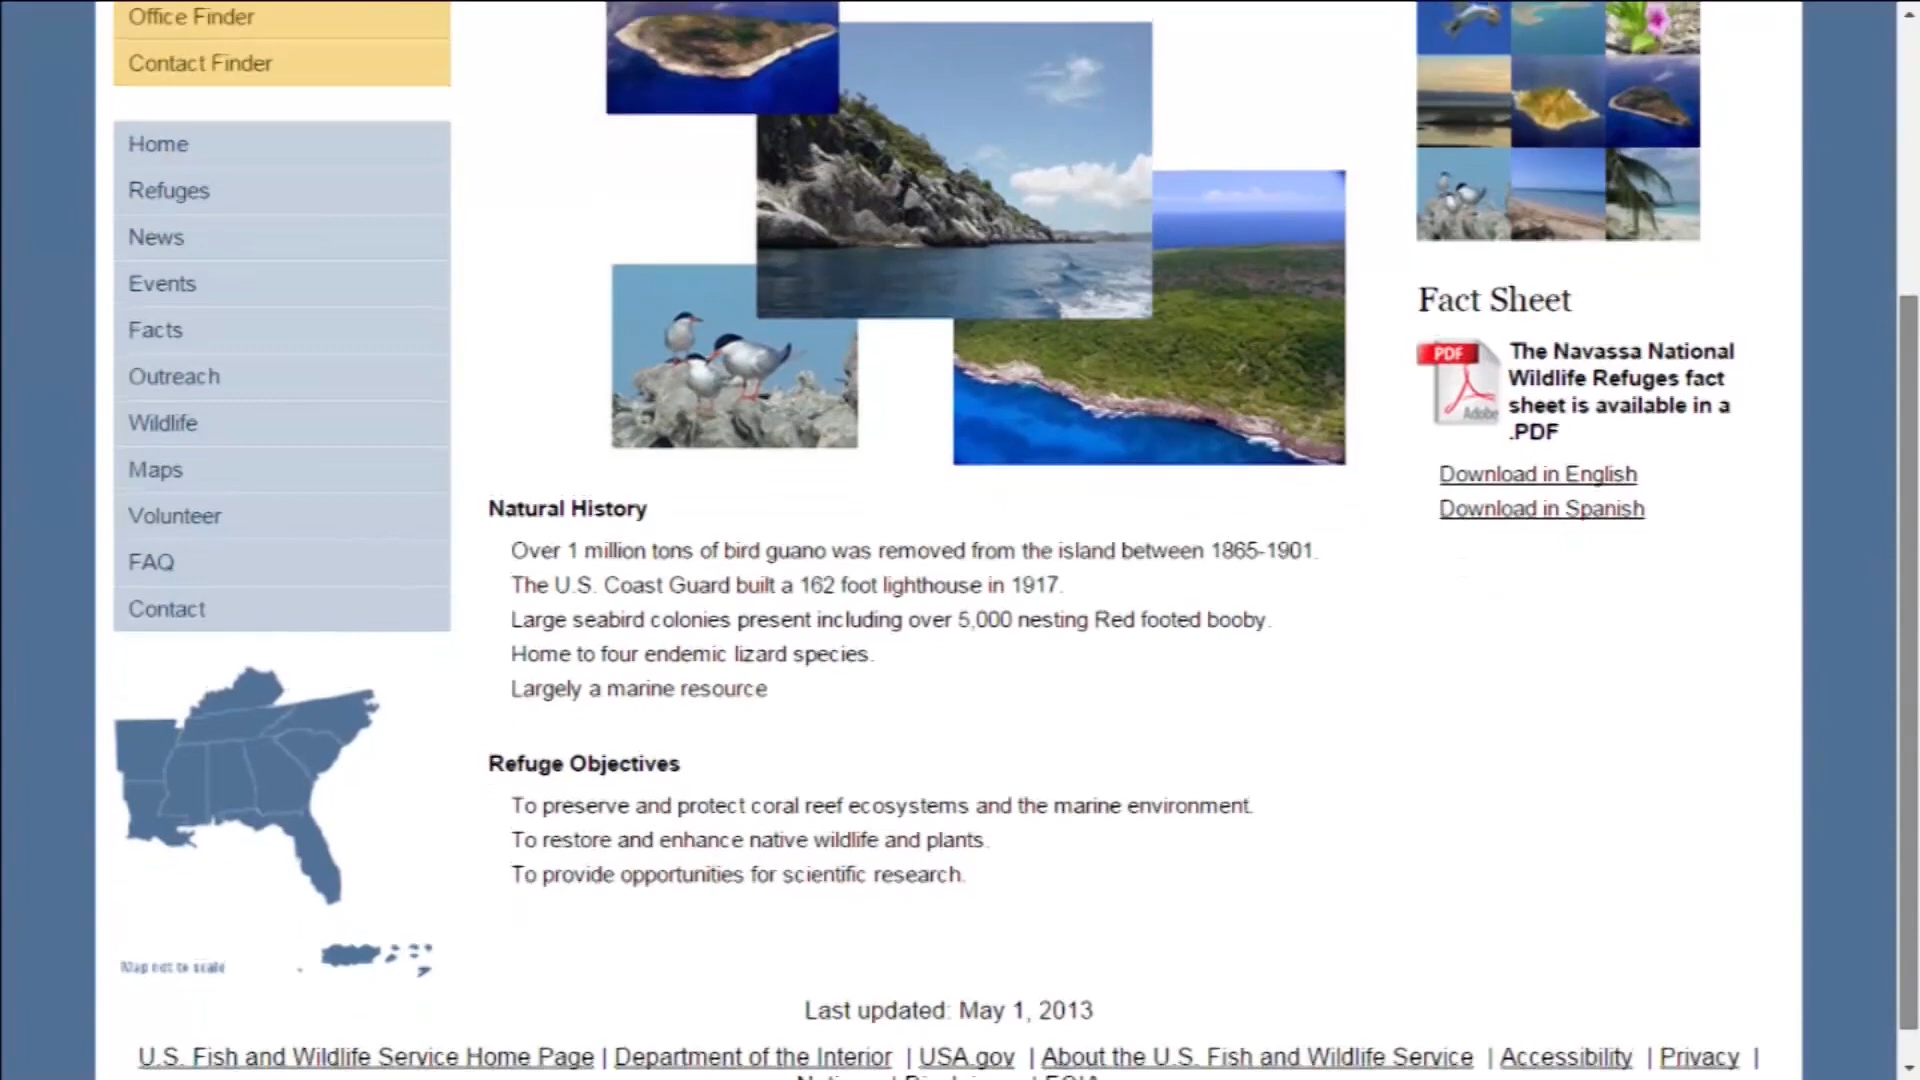 Office Finder
Contact Finder
Home
Refuges
News
Events
Facts
Outreach
Wildlife
Maps
Volunteer
FAQ
Contact
Map not to scale
Natural History
Over 1 million tons of bird guano was removed from the island between 1865-1901.
The U.S. Coast Guard built a 162 foot lighthouse in 1917.
Large seabird colonies present including over 5,000 nesting Red footed booby.
Home to four endemic lizard species.
Largely a marine resource
Refuge Objectives
To preserve and protect coral reef ecosystems and the marine environment.
To restore and enhance native wildlife and plants.
To provide opportunities for scientific research.
Fact Sheet
PDF
Adobe
The Navassa National
Wildlife Refuges fact
sheet is available in a
.PDF
Download in English
Download in Spanish
Last updated: May 1, 2013
U.S. Fish and Wildlife Service Home Page | Department of the Interior | USA.gov | About the U.S. Fish and Wildlife Service | Accessibility | Privacy |